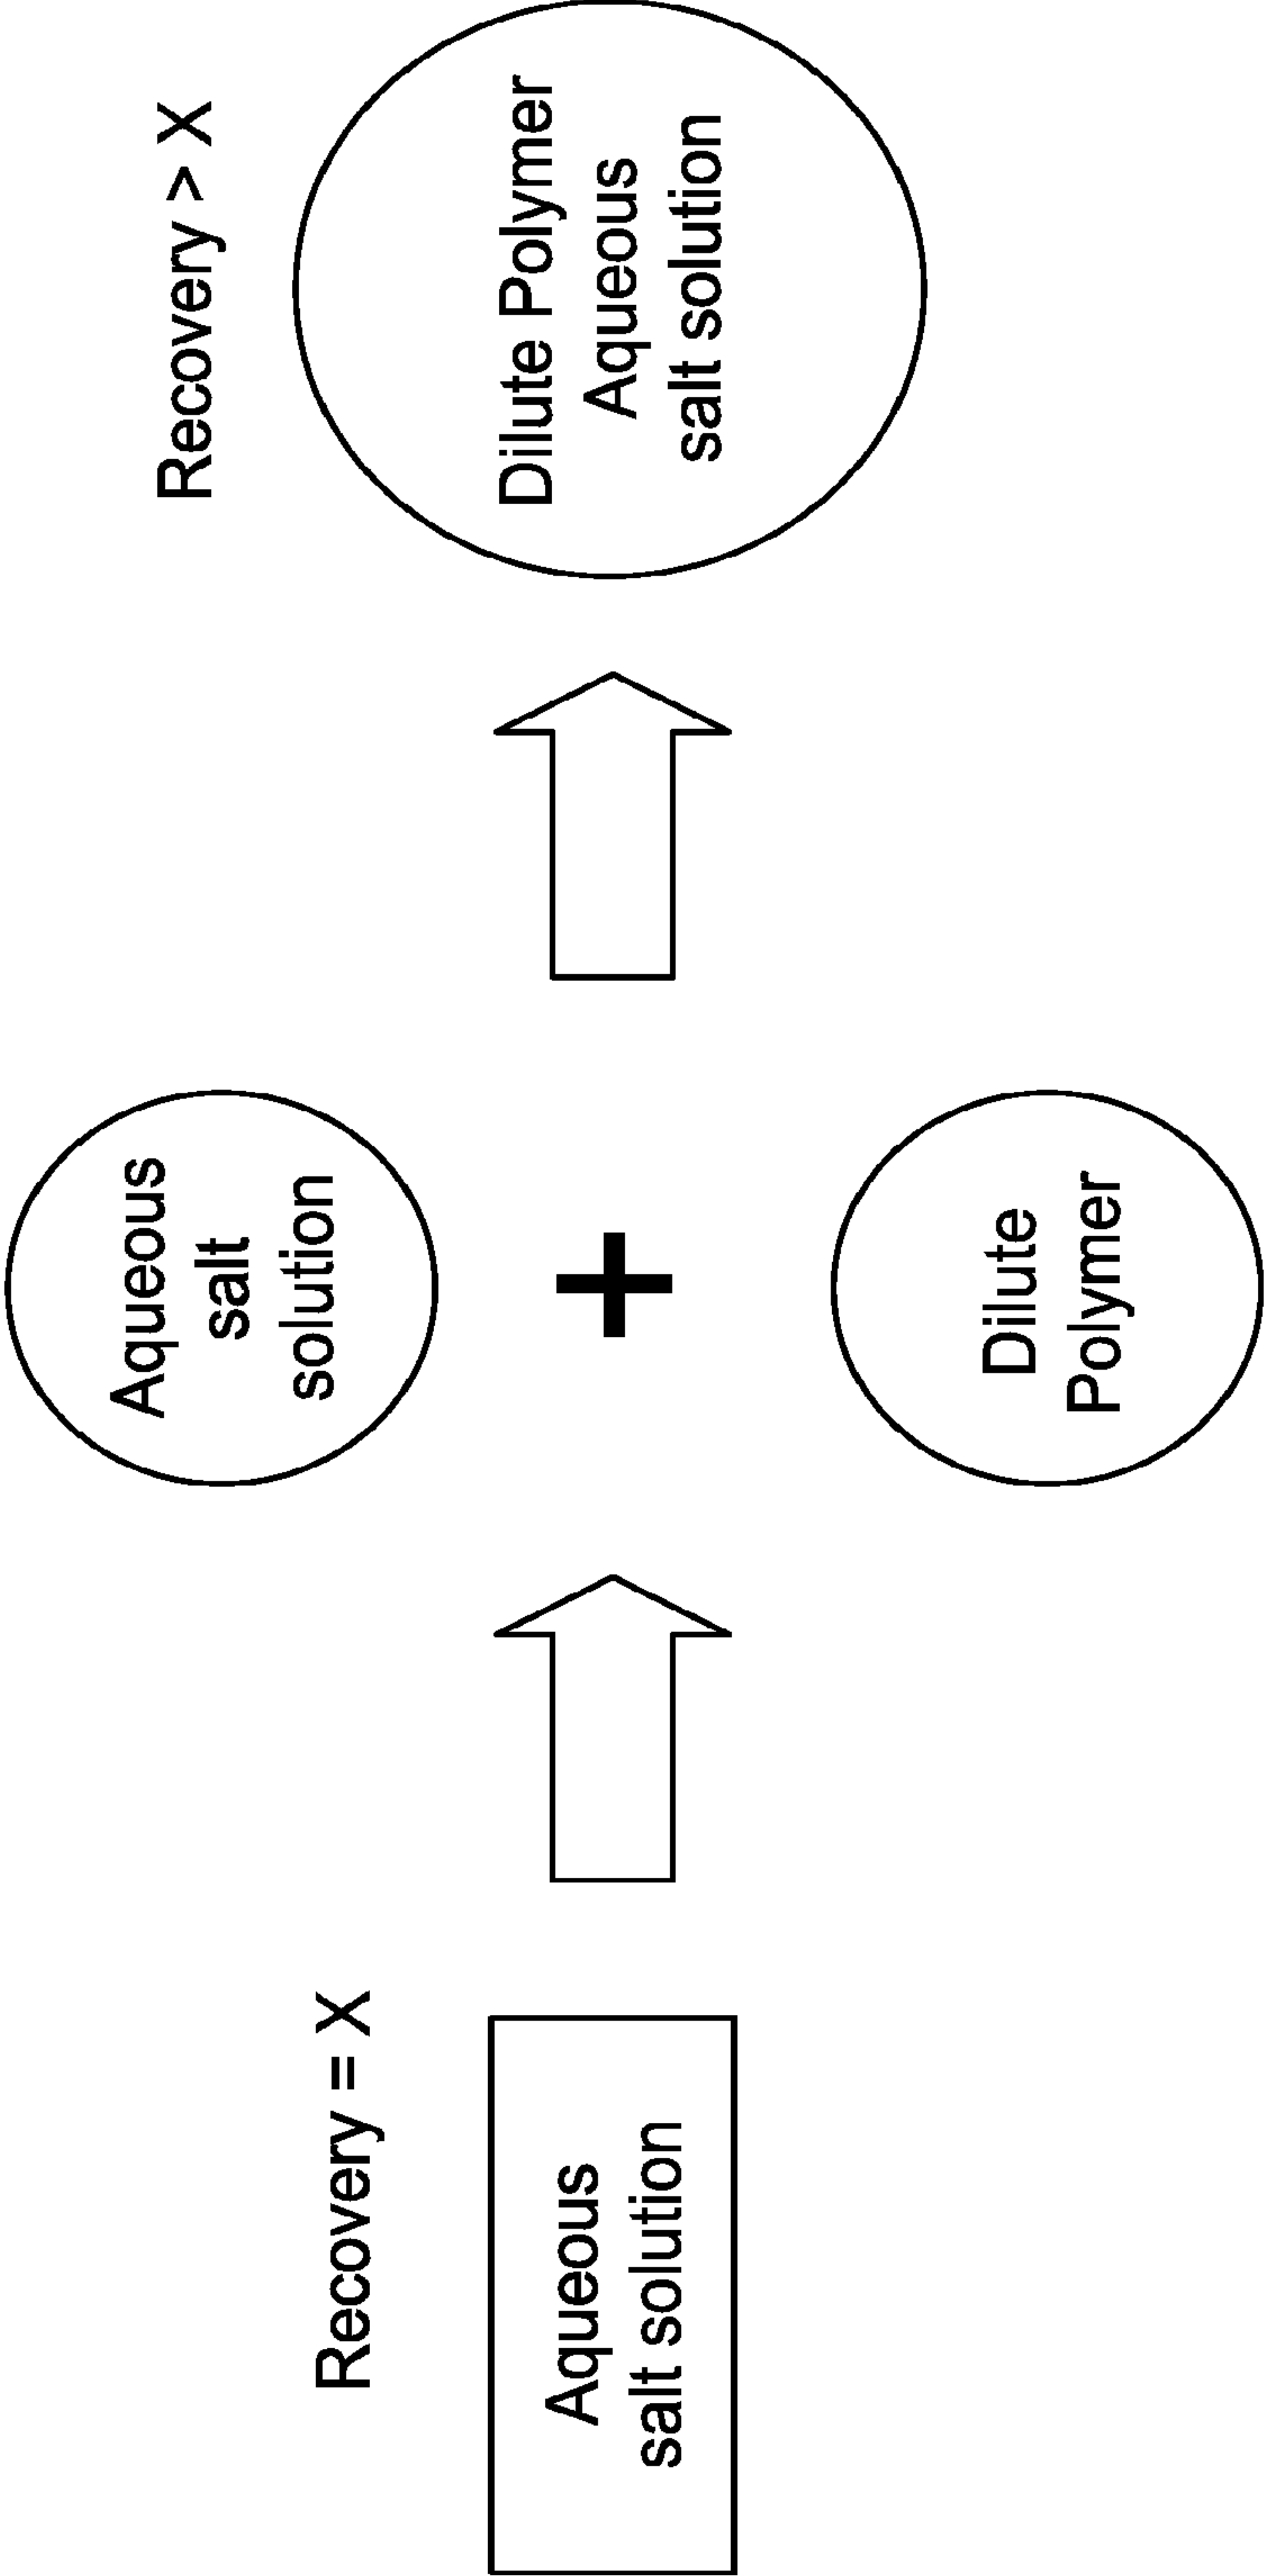 Recovery = X
Aqueous
salt solution
Aqueous
salt
solution
+
Dilute
Polymer
Recovery > X
Dilute Polymer
Aqueous
salt solution